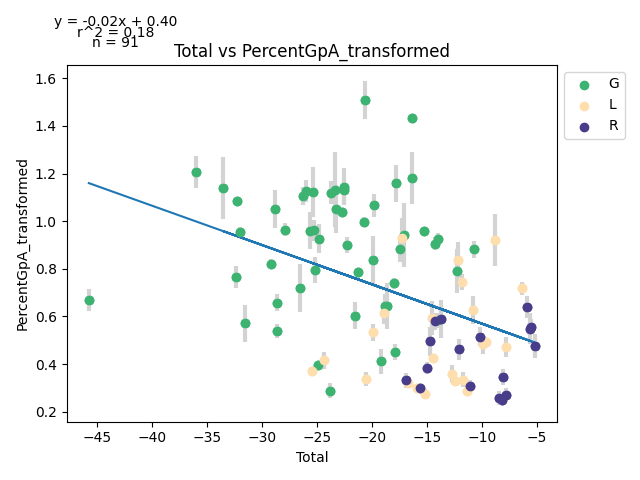 y = -0.02x + 0.40
r^2 = 0.18
n = 91
Total vs PercentGpA_transformed
G
L
R
PercentGpA_transformed
1.6
1.4
1.2
1.0
0.8
0.6
0.4
0.2
−45
−40
−35
−30
−25
−20
−15
−10
−5
Total